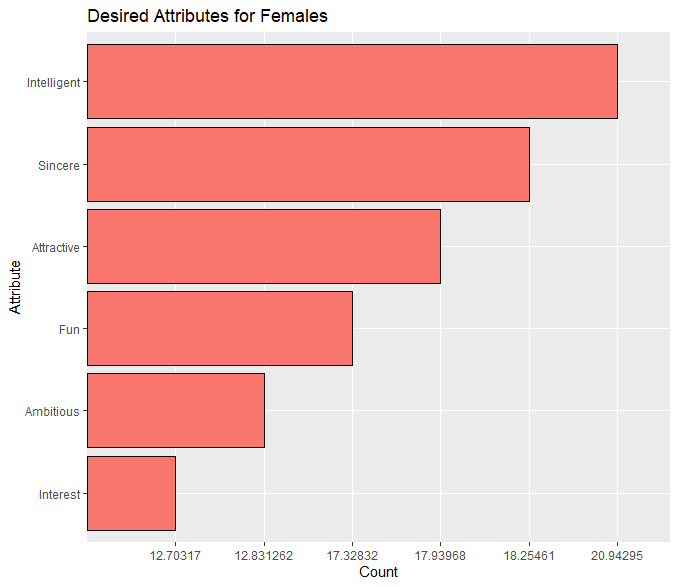 Desired Attributes for Females
Intelligent
Sincere
Attractive
Fun
Ambitious
Interest
Attribute
12.70317 12.831262 17.32832 17.93968 18.25461 20.94295
Count